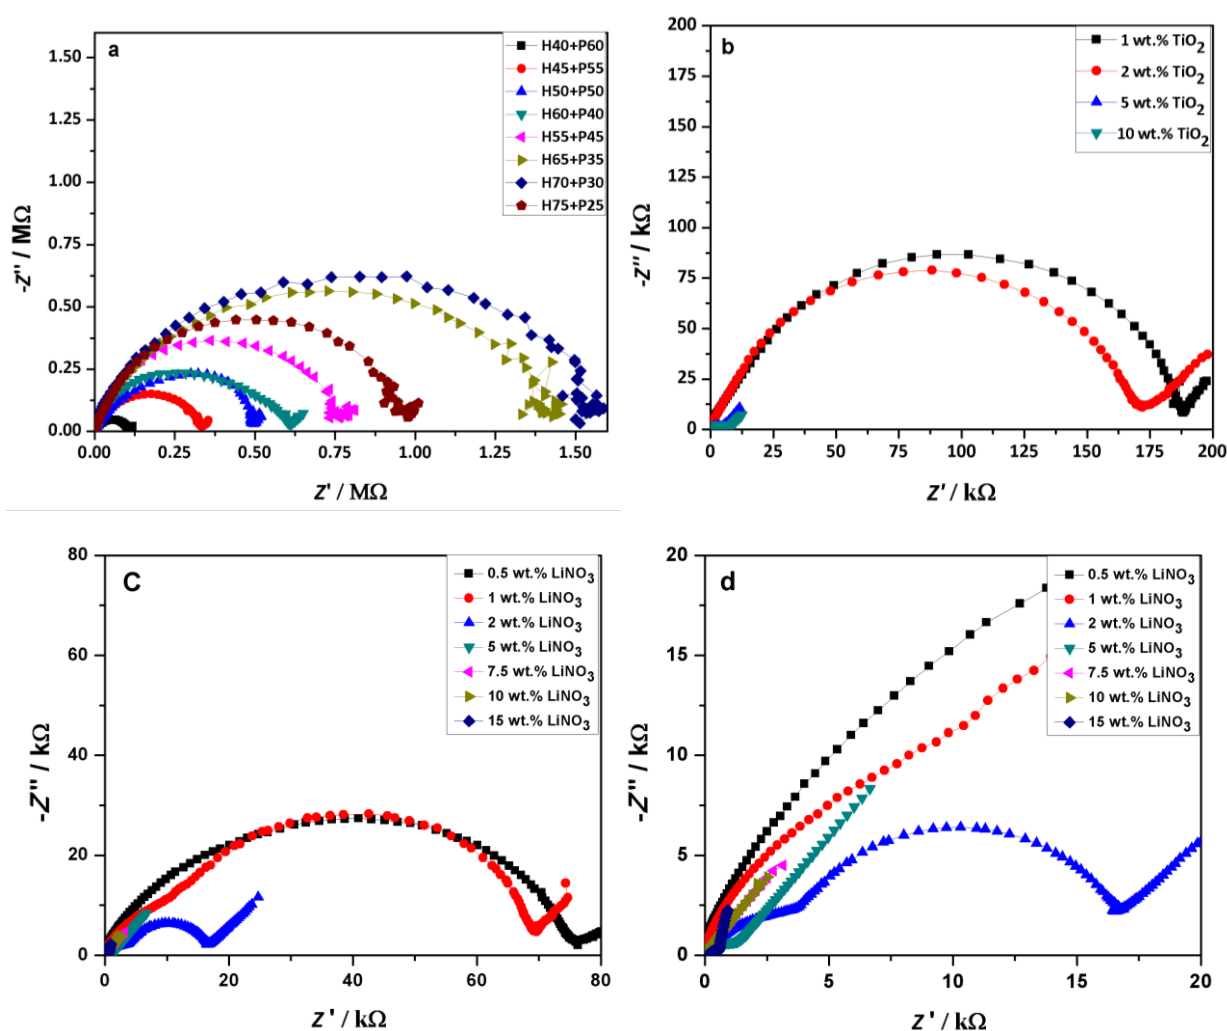 a
H40+P60
H45+P55
H50+P50
H60+P40
H55+P45
H65+P35
H70+P30
H75+P25
1.50
1.25
1.00
0.75
0.50
0.25
0.00
-Z'' / MΩ
0.00 0.25 0.50 0.75 1.00 1.25 1.50
Z' / MΩ
b
1 wt.% TiO2
2 wt.% TiO2
5 wt.% TiO2
10 wt.% TiO2
200
175
150
125
100
75
50
25
0
-Z'' / kΩ
0 25 50 75 100 125 150 175 200
Z' / kΩ
C
0.5 wt.% LiNO3
1 wt.% LiNO3
2 wt.% LiNO3
5 wt.% LiNO3
7.5 wt.% LiNO3
10 wt.% LiNO3
15 wt.% LiNO3
80
60
40
20
0
-Z'' / kΩ
0 20 40 60 80
Z ' / kΩ
d
0.5 wt.% LiNO3
1 wt.% LiNO3
2 wt.% LiNO3
5 wt.% LiNO3
7.5 wt.% LiNO3
10 wt.% LiNO3
15 wt.% LiNO3
20
15
10
5
0
-Z'' / kΩ
0 5 10 15 20
Z ' / kΩ